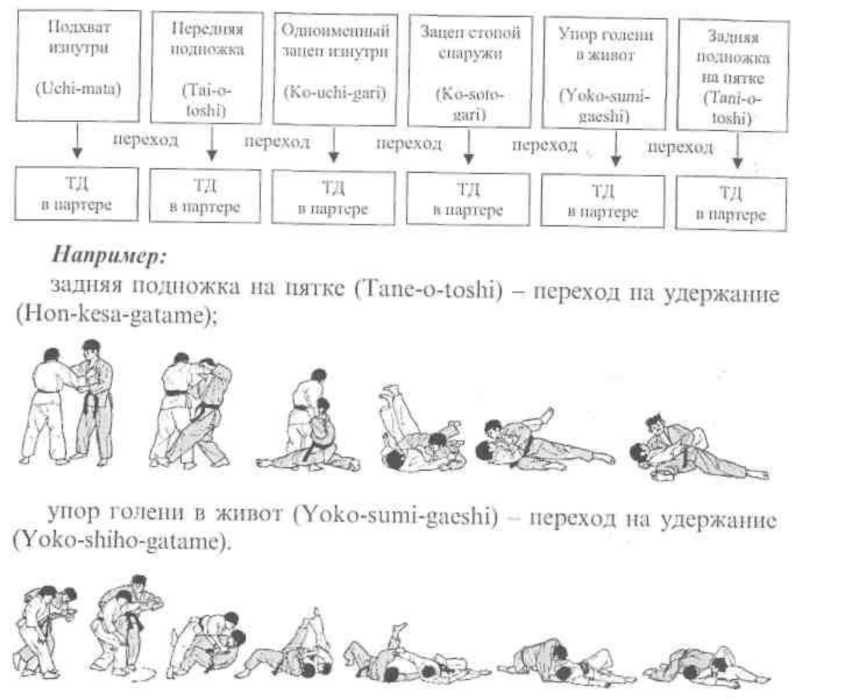 Подхват
изнутри
(Uchi-mata)
Передняя
подножка
(Tai-o-
toshi)
Одноименный
зацеп изнутри
(Ko-uchi-gari)
Зацеп стопой
снаружи
(Ko-soto-
gari)
Упор голени
в живот
(Yoko-sumi-
gaeshi)
Задняя
подножка
на пятке
(Tani-o-
toshi)
переход
переход
переход
переход
переход
ТД
в партере
ТД
в партере
ТД
в партере
ТД
в партере
ТД
в партере
ТД
в партере
Например:
задняя подножка на пятке (Tane-o-toshi) – переход на удержание
(Hon-kesa-gatame);
упор голени в живот (Yoko-sumi-gaeshi) – переход на удержание
(Yoko-shiho-gatame).